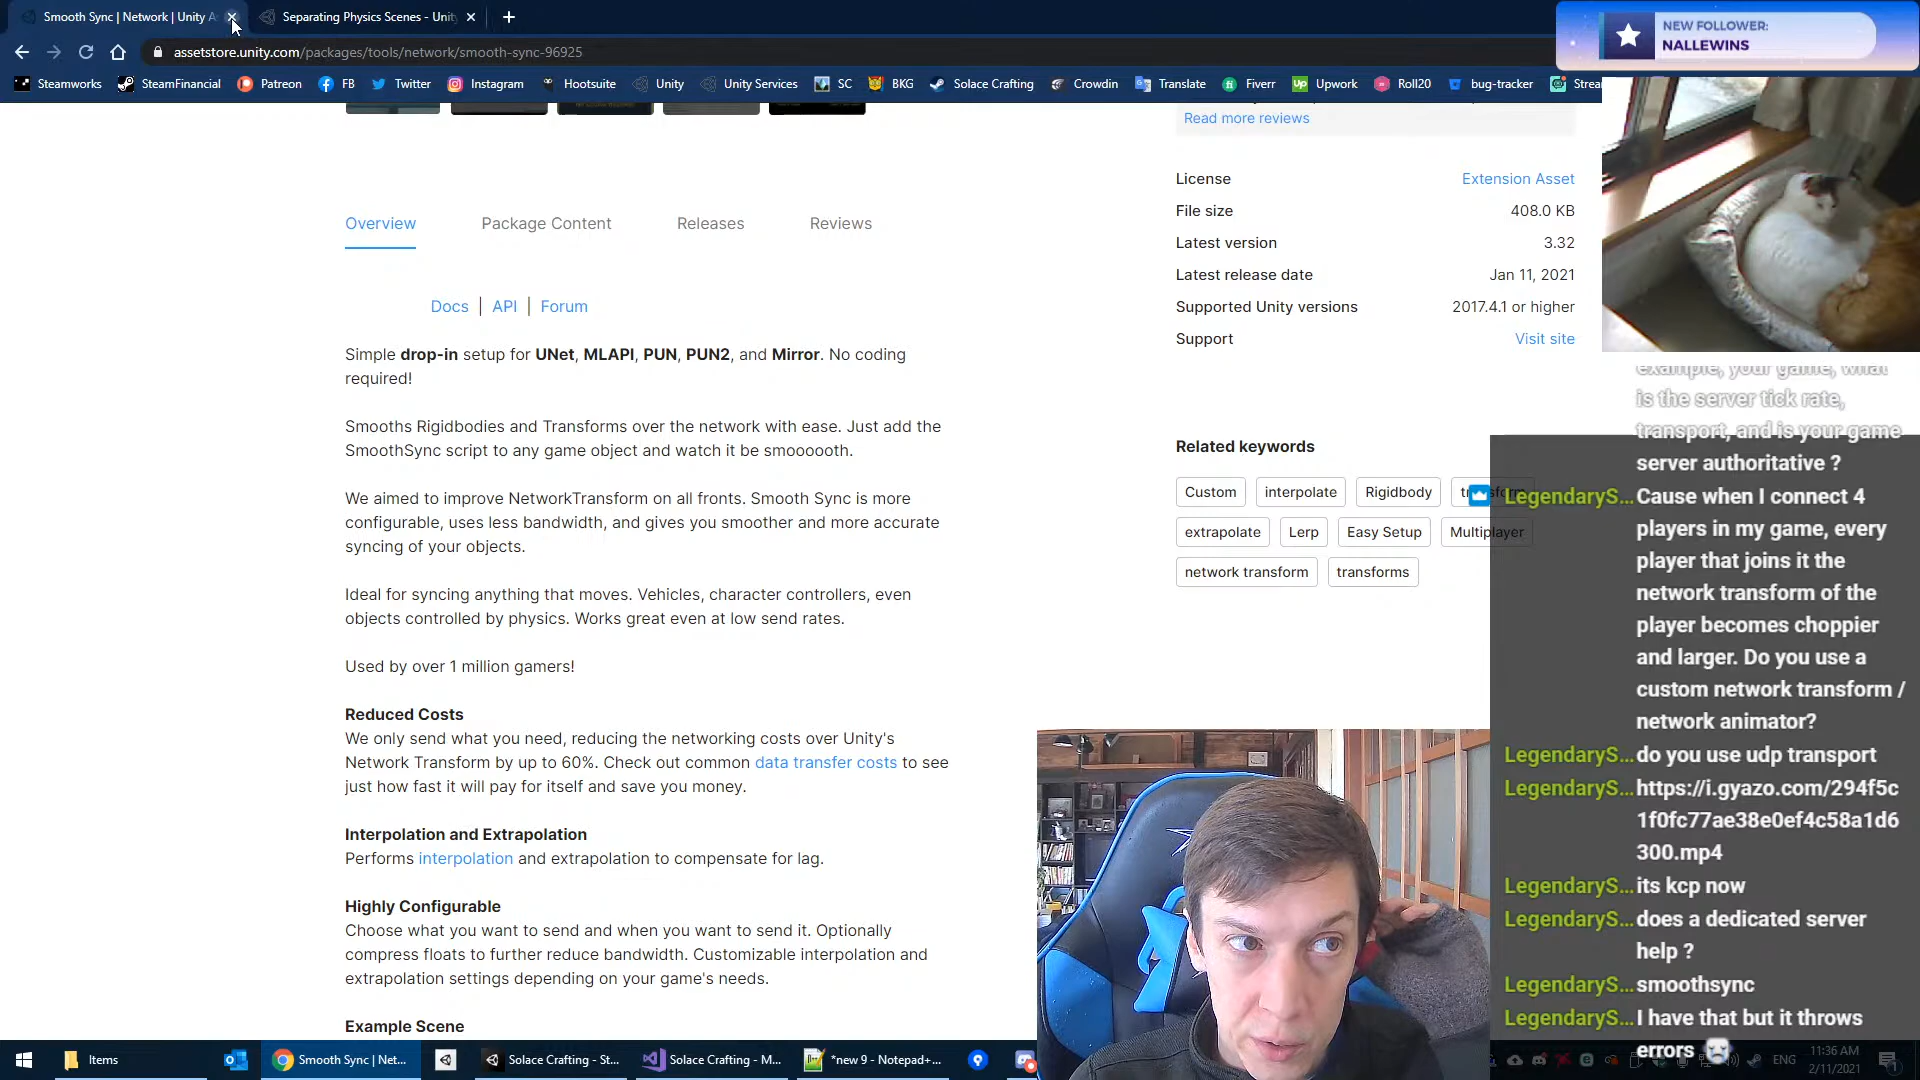 Smooth Sync | Network | Unity A
Separating Physics Scenes - Unity
assetstore.unity.com/packages/tools/network/smooth-sync-96925
NEW FOLLOWER:
NALLEWINS
Steamworks SteamFinancial Patreon FB Twitter Instagram Hootsuite Unity Unity Services SC BKG Solace Crafting Crowdin Translate Fiverr Upwork Roll20 bug-tracker Strea
Read more reviews
License Extension Asset
File size 408.0 KB
Latest version 3.32
Latest release date Jan 11, 2021
Supported Unity versions 2017.4.1 or higher
Support Visit site
Overview Package Content Releases Reviews
Docs | API | Forum
Simple drop-in setup for UNet, MLAPI, PUN, PUN2, and Mirror. No coding
required!
Smooths Rigidbodies and Transforms over the network with ease. Just add the
SmoothSync script to any game object and watch it be smoooooth.
We aimed to improve NetworkTransform on all fronts. Smooth Sync is more
configurable, uses less bandwidth, and gives you smoother and more accurate
syncing of your objects.
Ideal for syncing anything that moves. Vehicles, character controllers, even
objects controlled by physics. Works great even at low send rates.
Used by over 1 million gamers!
Reduced Costs
We only send what you need, reducing the networking costs over Unity's
Network Transform by up to 60%. Check out common data transfer costs to see
just how fast it will pay for itself and save you money.
Interpolation and Extrapolation
Performs interpolation and extrapolation to compensate for lag.
Highly Configurable
Choose what you want to send and when you want to send it. Optionally
compress floats to further reduce bandwidth. Customizable interpolation and
extrapolation settings depending on your game's needs.
Example Scene
Related keywords
Custom interpolate Rigidbody transform
extrapolate Lerp Easy Setup Multiplayer
network transform transforms
example, your game, what
is the server tick rate,
transport, and is your game
server authoritative ?
LegendaryS... Cause when I connect 4
players in my game, every
player that joins it the
network transform of the
player becomes choppier
and larger. Do you use a
custom network transform /
network animator?
LegendaryS... do you use udp transport
LegendaryS... https://i.gyazo.com/294f5c
1f0fc77ae38e0ef4c58a1d6
300.mp4
LegendaryS... its kcp now
LegendaryS... does a dedicated server
help ?
LegendaryS... smoothsync
LegendaryS... I have that but it throws
errors
Items
Smooth Sync | Net...
Solace Crafting - St...
Solace Crafting - M...
*new 9 - Notepad+...
ENG
11:36 AM
2/11/2021